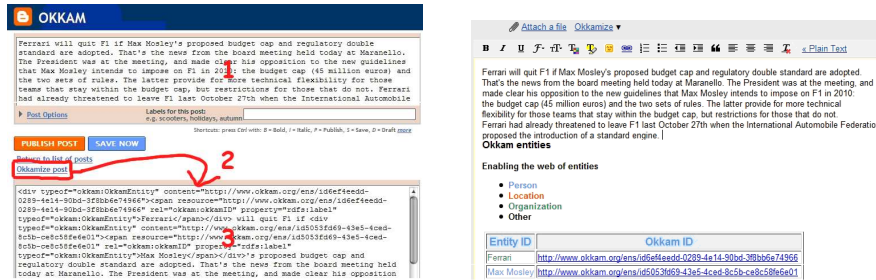 OKKAM
Ferrari will quit F1 if Max Mosley's proposed budget cap and regulatory double
standard are adopted. That's the news from the board meeting held today at Maranello.
The President was at the meeting, and made clear his opposition to the new guidelines
that Max Mosley intends to impose on F1 in 2010: the budget cap (45 million euros) and
the two sets of rules. The latter provide for more technical flexibility for those
teams that stay within the budget cap, but restrictions for those that do not. Ferrari
had already threatened to leave F1 last October 27th when the International Automobile
1
Post Options
Labels for this post:
e.g. scooters, holidays, autumn
Shortcuts: press Ctrl with: B = Bold, I = Italic, P = Publish, S = Save, D = Draft more
PUBLISH POST SAVE NOW
Return to list of posts
Okkamize post
2
<div typeof="okkam:OkkamEntity" content="http://www.okkam.org/ens/id6ef4eedd-
0289-4e14-90bd-3f8bb6e74966"><span resource="http://www.okkam.org/ens/id6ef4eedd-
0289-4e14-90bd-3f8bb6e74966" rel="okkam:okkamID" property="rdfs:label"
typeof="okkam:OkkamEntity">Ferrari</span></div> will quit F1 if <div
typeof="okkam:OkkamEntity" content="http://www.okkam.org/ens/id5053fd69-43e5-4ced-
8c5b-ce8c58fe6e01"><span resource="http://www.okkam.org/ens/id5053fd69-43e5-4ced-
8c5b-ce8c58fe6e01" rel="okkam:okkamID" property="rdfs:label"
typeof="okkam:OkkamEntity">Max Mosley</span></div>'s proposed budget cap and
regulatory double standard are adopted. That's the news from the board meeting held
today at Maranello. The President was at the meeting, and made clear his opposition
3
Attach a file Okkamize ▼
B I U « Plain Text
Ferrari will quit F1 if Max Mosley's proposed budget cap and regulatory double standard are adopted.
That's the news from the board meeting held today at Maranello. The President was at the meeting, and
made clear his opposition to the new guidelines that Max Mosley intends to impose on F1 in 2010:
the budget cap (45 million euros) and the two sets of rules. The latter provide for more technical
flexibility for those teams that stay within the budget cap, but restrictions for those that do not.
Ferrari had already threatened to leave F1 last October 27th when the International Automobile Federatio
proposed the introduction of a standard engine.
Okkam entities
Enabling the web of entities
Person
Location
Organization
Other
Entity ID Okkam ID
Ferrari http://www.okkam.org/ens/id6ef4eedd-0289-4e14-90bd-3f8bb6e74966
Max Mosley http://www.okkam.org/ens/id5053fd69-43e5-4ced-8c5b-ce8c58fe6e01